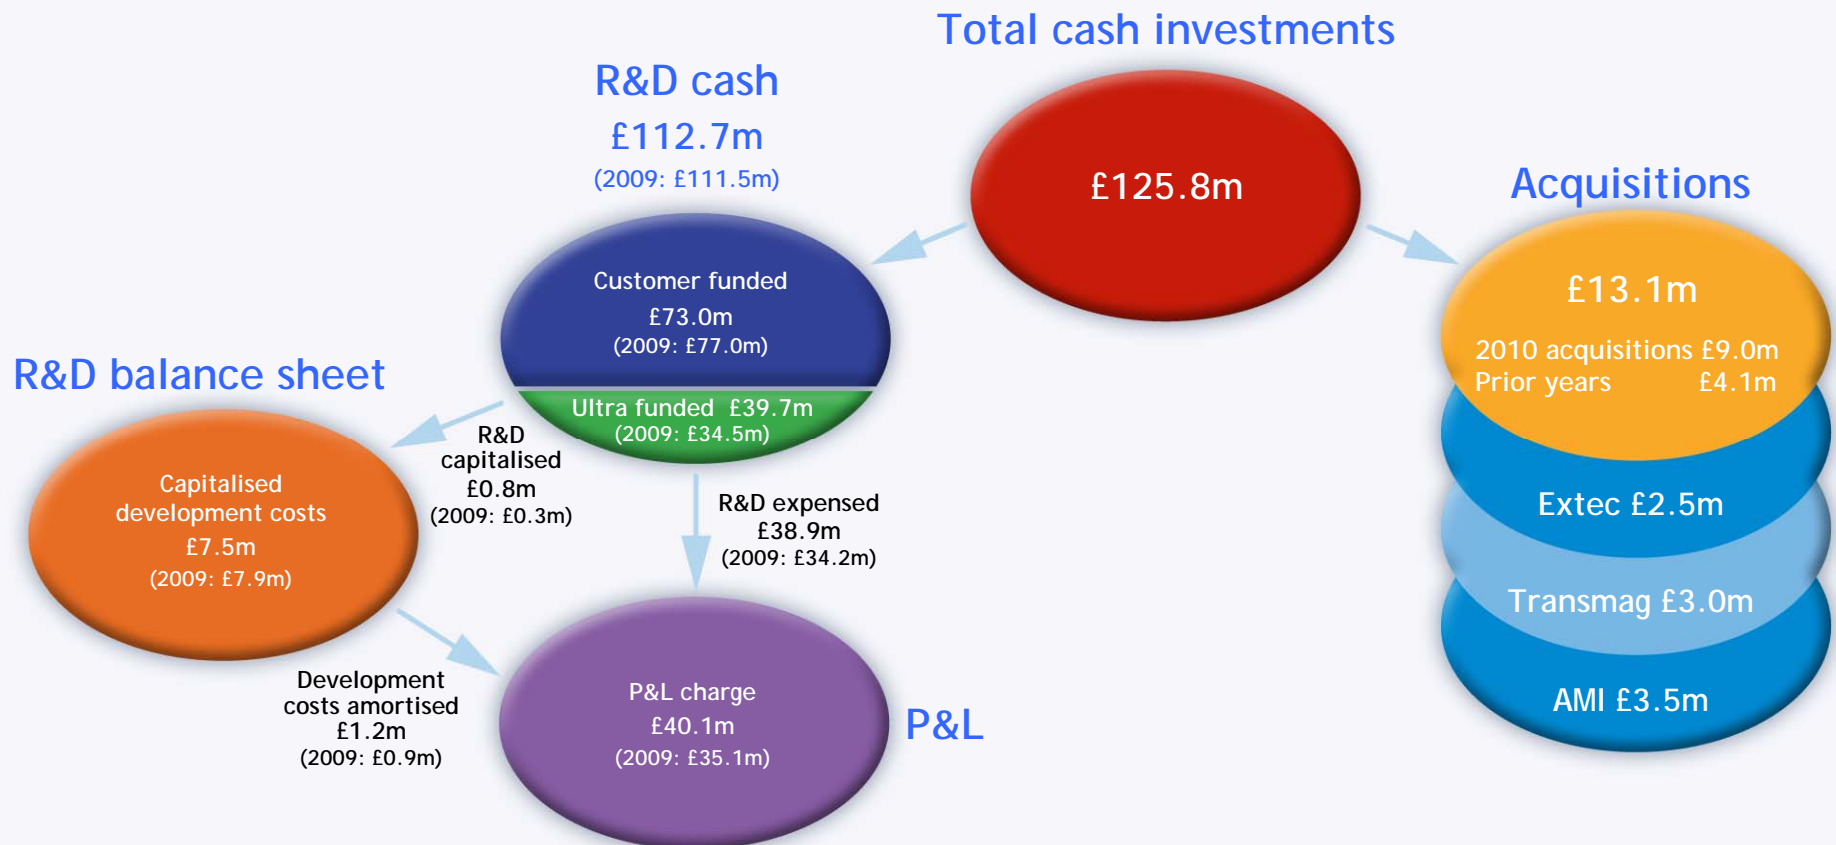 Total cash investments
£125.8m
R&D cash
£112.7m
(2009: £111.5m)
Customer funded
£73.0m
(2009: £77.0m)
Ultra funded £39.7m
(2009: £34.5m)
Acquisitions
£13.1m
2010 acquisitions £9.0m
Prior years £4.1m
Extec £2.5m
Transmag £3.0m
AMI £3.5m
R&D balance sheet
Capitalised
development costs
£7.5m
(2009: £7.9m)
R&D
capitalised
£0.8m
(2009: £0.3m)
R&D expensed
£38.9m
(2009: £34.2m)
Development
costs amortised
£1.2m
(2009: £0.9m)
P&L charge
£40.1m
(2009: £35.1m)
P&L